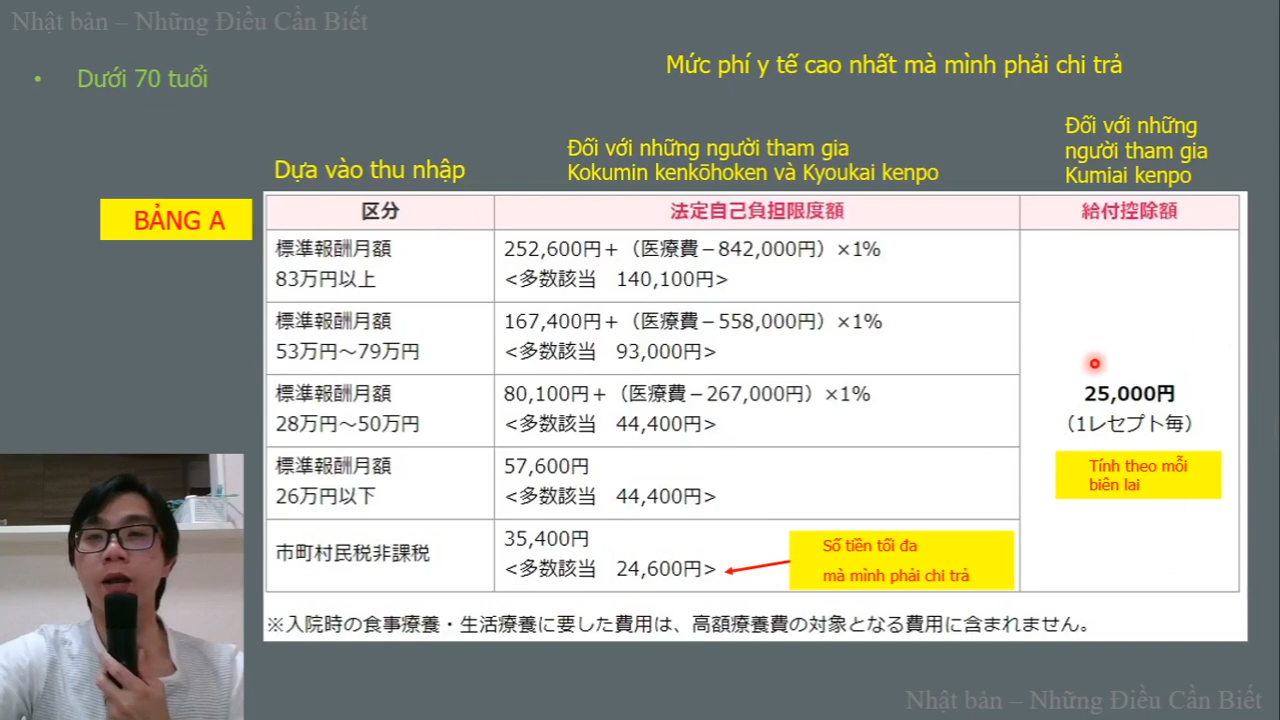 Nhật bản – Những Điều Cần Biết
• Dưới 70 tuổi
Mức phí y tế cao nhất mà mình phải chi trả
Dựa vào thu nhập
Đối với những người tham gia
Kokumin kenkōhoken và Kyoukai kenpo
Đối với những
người tham gia
Kumiai kenpo
BẢNG A
区分
法定自己負担限度額
給付控除額
標準報酬月額
83万円以上
252,600円＋（医療費－842,000円）×1%
<多数該当　140,100円>
標準報酬月額
53万円～79万円
167,400円＋（医療費－558,000円）×1%
<多数該当　93,000円>
標準報酬月額
28万円～50万円
80,100円＋（医療費－267,000円）×1%
<多数該当　44,400円>
標準報酬月額
26万円以下
57,600円
<多数該当　44,400円>
市町村民税非課税
35,400円
<多数該当　24,600円>
25,000円
（1レセプト毎）
Tính theo mỗi
biên lai
Số tiền tối đa
mà mình phải chi trả
※入院時の食事療養・生活療養に要した費用は、高額療養費の対象となる費用に含まれません。
Nhật bản – Những Điều Cần Biết